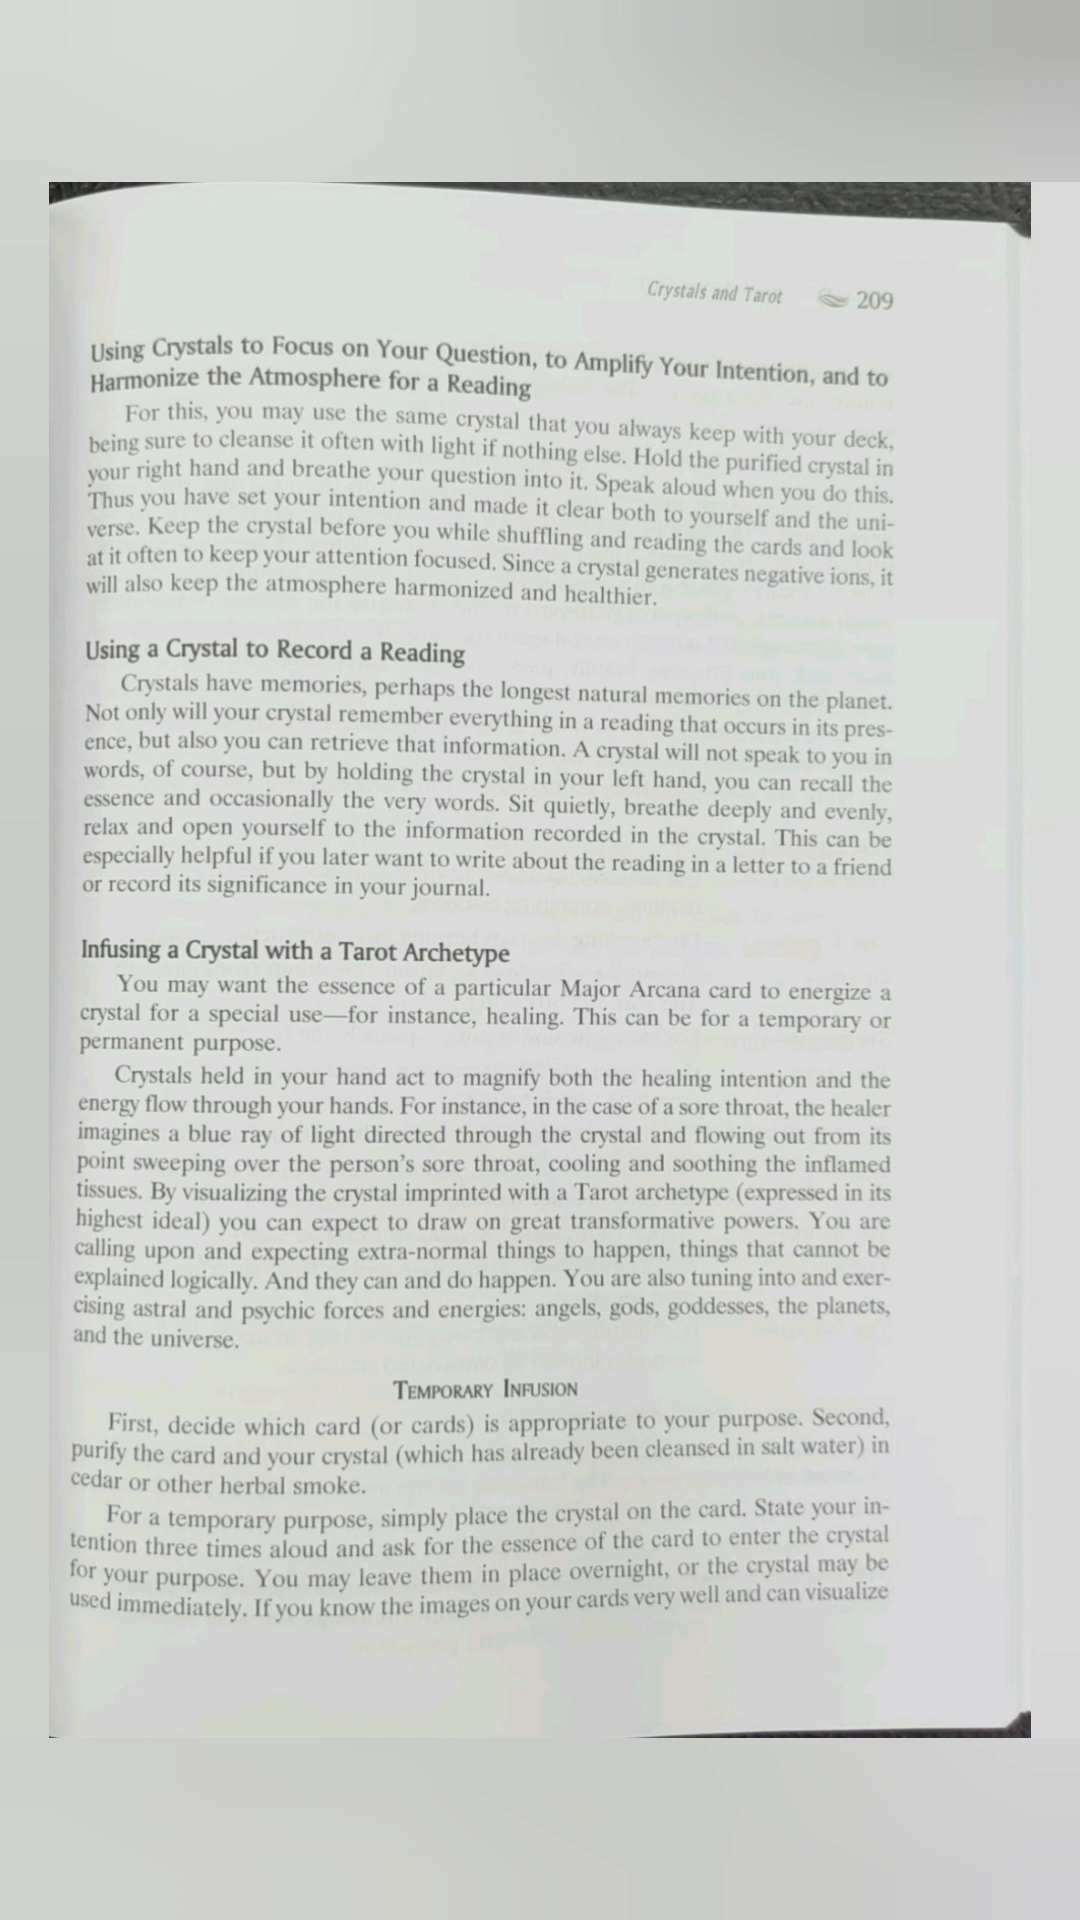 Crystals and Tarot 209
Using Crystals to Focus on Your Question, to Amplify Your Intention, and to
Harmonize the Atmosphere for a Reading
For this, you may use the same crystal that you always keep with your deck,
being sure to cleanse it often with light if nothing else. Hold the purified crystal in
your right hand and breathe your question into it. Speak aloud when you do this.
Thus you have set your intention and made it clear both to yourself and the uni-
verse. Keep the crystal before you while shuffling and reading the cards and look
at it often to keep your attention focused. Since a crystal generates negative ions, it
will also keep the atmosphere harmonized and healthier.
Using a Crystal to Record a Reading
Crystals have memories, perhaps the longest natural memories on the planet.
Not only will your crystal remember everything in a reading that occurs in its pres-
ence, but also you can retrieve that information. A crystal will not speak to you in
words, of course, but by holding the crystal in your left hand, you can recall the
essence and occasionally the very words. Sit quietly, breathe deeply and evenly,
relax and open yourself to the information recorded in the crystal. This can be
especially helpful if you later want to write about the reading in a letter to a friend
or record its significance in your journal.
Infusing a Crystal with a Tarot Archetype
You may want the essence of a particular Major Arcana card to energize a
crystal for a special use—for instance, healing. This can be for a temporary or
permanent purpose.
Crystals held in your hand act to magnify both the healing intention and the
energy flow through your hands. For instance, in the case of a sore throat, the healer
imagines a blue ray of light directed through the crystal and flowing out from its
point sweeping over the person's sore throat, cooling and soothing the inflamed
tissues. By visualizing the crystal imprinted with a Tarot archetype (expressed in its
highest ideal) you can expect to draw on great transformative powers. You are
calling upon and expecting extra-normal things to happen, things that cannot be
explained logically. And they can and do happen. You are also tuning into and exer-
cising astral and psychic forces and energies: angels, gods, goddesses, the planets,
and the universe.
TEMPORARY INFUSION
First, decide which card (or cards) is appropriate to your purpose. Second,
purify the card and your crystal (which has already been cleansed in salt water) in
cedar or other herbal smoke.
For a temporary purpose, simply place the crystal on the card. State your in-
tention three times aloud and ask for the essence of the card to enter the crystal
for your purpose. You may leave them in place overnight, or the crystal may be
used immediately. If you know the images on your cards very well and can visualize